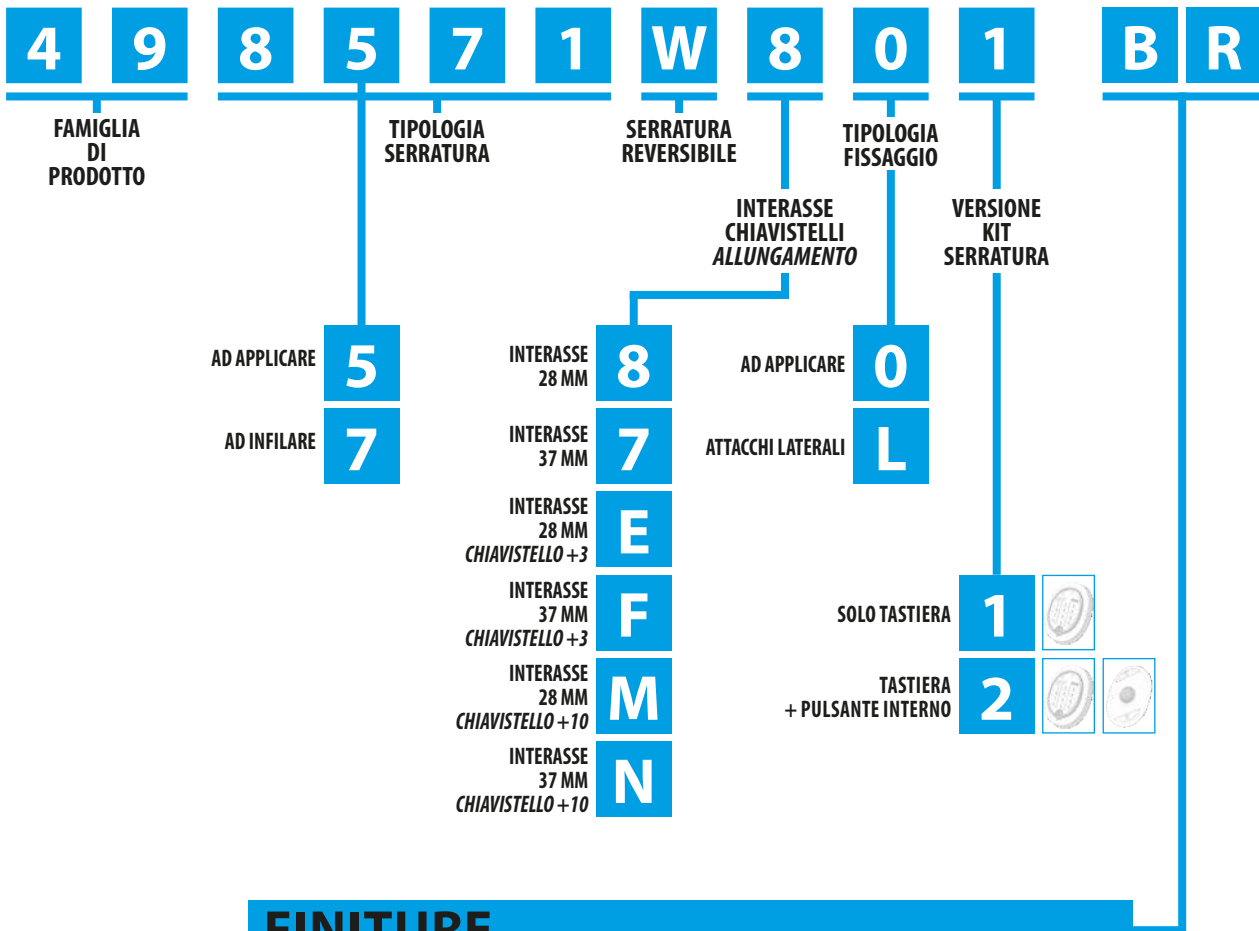 4 9 8 5 7 1 W 8 0 1 B R
FAMIGLIA
DI
PRODOTTO
TIPOLOGIA
SERRATURA
SERRATURA
REVERSIBILE
TIPOLOGIA
FISSAGGIO
INTERASSE
CHIAVISTELLI
ALLUNGAMENTO
VERSIONE
KIT
SERRATURA
AD APPLICARE 5
AD INFILARE 7
INTERASSE
28 MM
8
INTERASSE
37 MM
7
INTERASSE
28 MM
CHIAVISTELLO +3
E
INTERASSE
37 MM
CHIAVISTELLO +3
F
INTERASSE
28 MM
CHIAVISTELLO +10
M
INTERASSE
37 MM
CHIAVISTELLO +10
N
AD APPLICARE 0
ATTACCHI LATERALI L
SOLO TASTIERA 1
TASTIERA
+ PULSANTE INTERNO
2
FINITURE